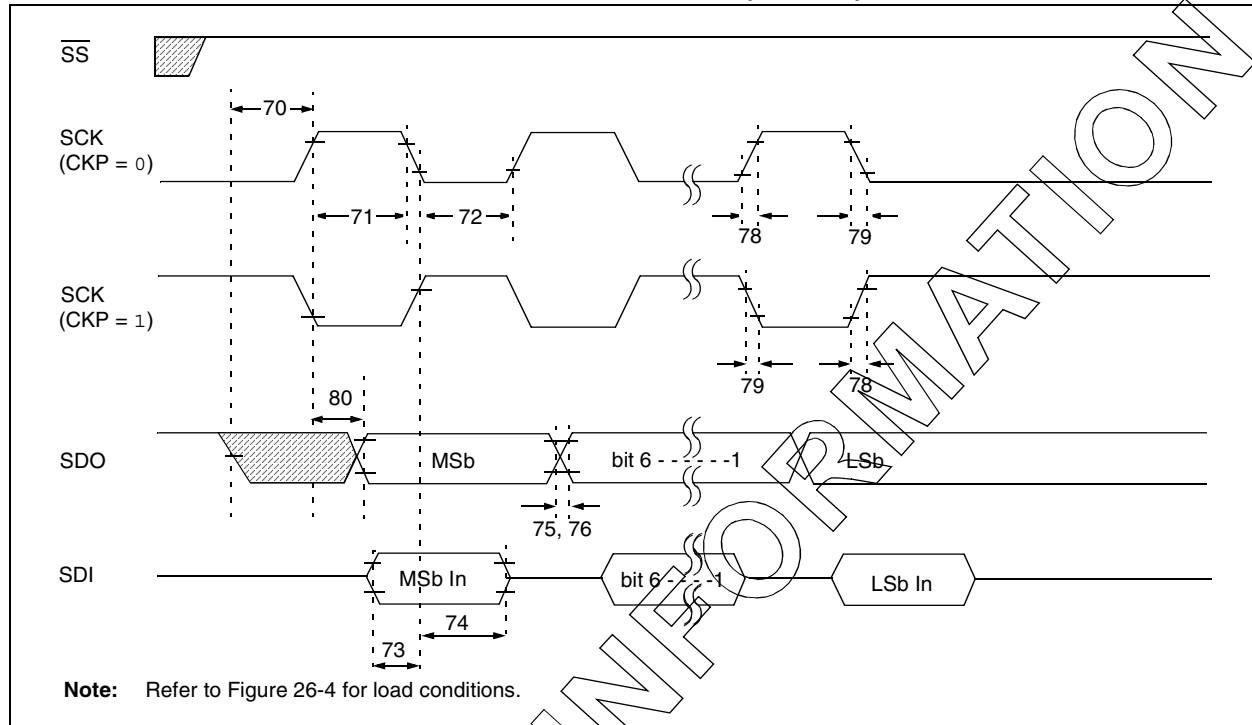 SS
70
SCK
(CKP = 0)
71
72
78
79
SCK
(CKP = 1)
79
78
80
SDO
MSb
bit 6 - - - - - -1
LSb
75, 76
SDI
MSb In
bit 6 - - - - -1
LSb In
74
73
Note: Refer to Figure 26-4 for load conditions.
INFORMATION